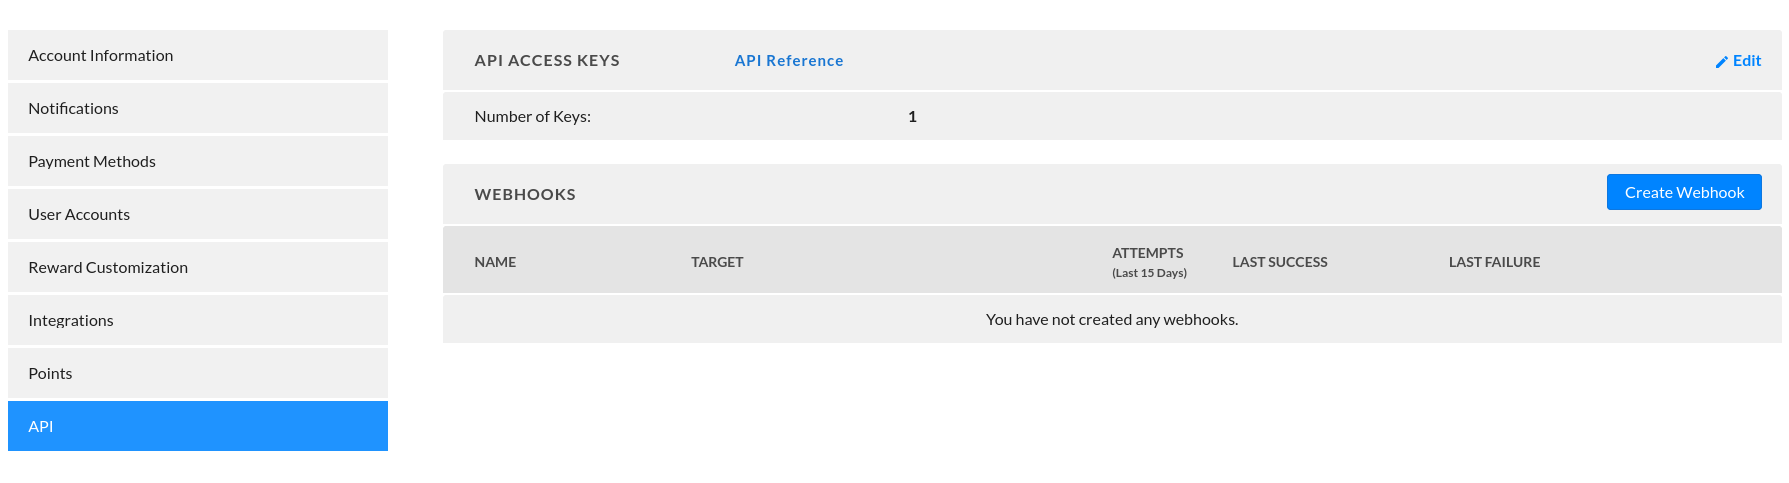 Account Information
Notifications
Payment Methods
User Accounts
Reward Customization
Integrations
Points
API
API ACCESS KEYS API Reference Edit
Number of Keys: 1
WEBHOOKS Create Webhook
NAME TARGET ATTEMPTS (Last 15 Days) LAST SUCCESS LAST FAILURE
You have not created any webhooks.